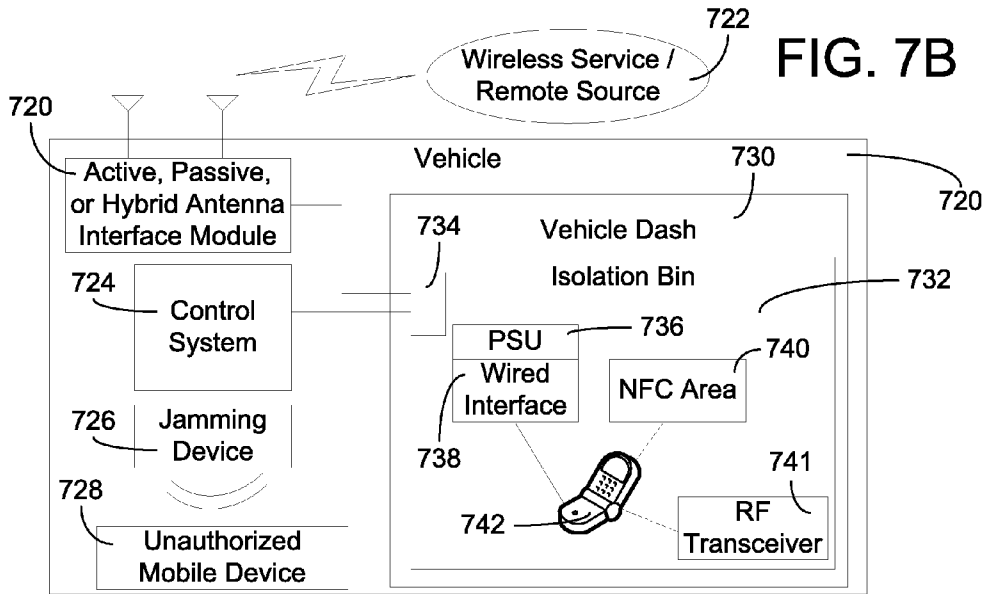 722
FIG. 7B
Wireless Service /
Remote Source
720
Vehicle
730
720
Active, Passive,
or Hybrid Antenna
Interface Module
734
Vehicle Dash
Isolation Bin
732
724
Control
System
736
PSU
740
Wired
Interface
NFC Area
726
Jamming
Device
738
728
742
741
RF
Transceiver
Unauthorized
Mobile Device